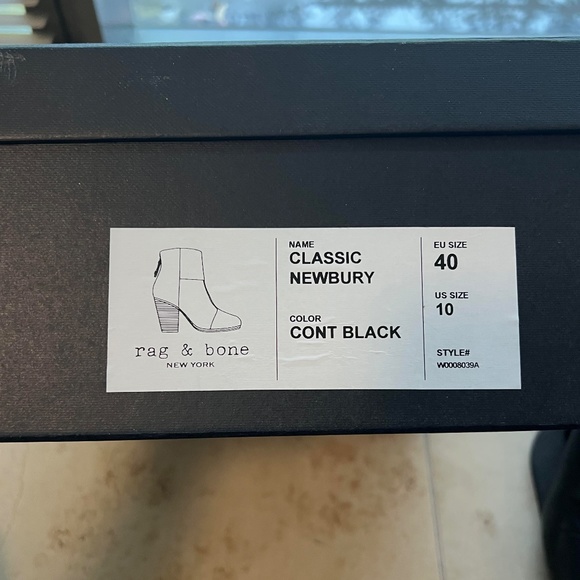 rag & bone
NEW YORK
NAME
CLASSIC
NEWBURY
COLOR
CONT BLACK
EU SIZE
40
US SIZE
10
STYLE#
W0008039A